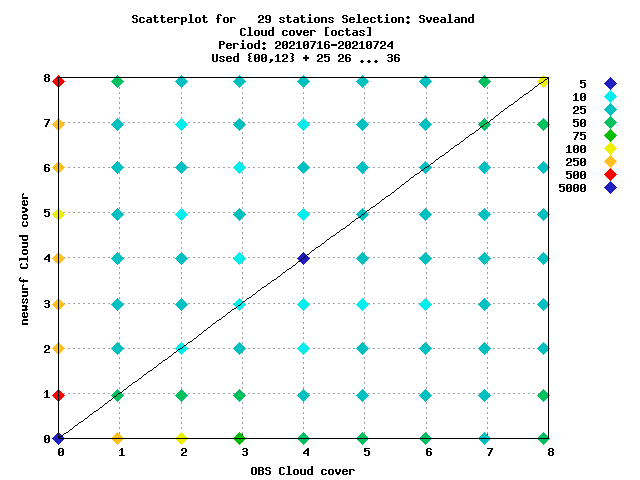 Scatterplot for   29 stations Selection: Svealand
Cloud cover [octas]
Period: 20210716-20210724
Used {00,12} + 25 26 ... 36
8
7
6
5
4
3
2
1
0
newsurf Cloud cover
0 1 2 3 4 5 6 7 8
OBS Cloud cover
5
10
25
50
75
100
250
500
5000